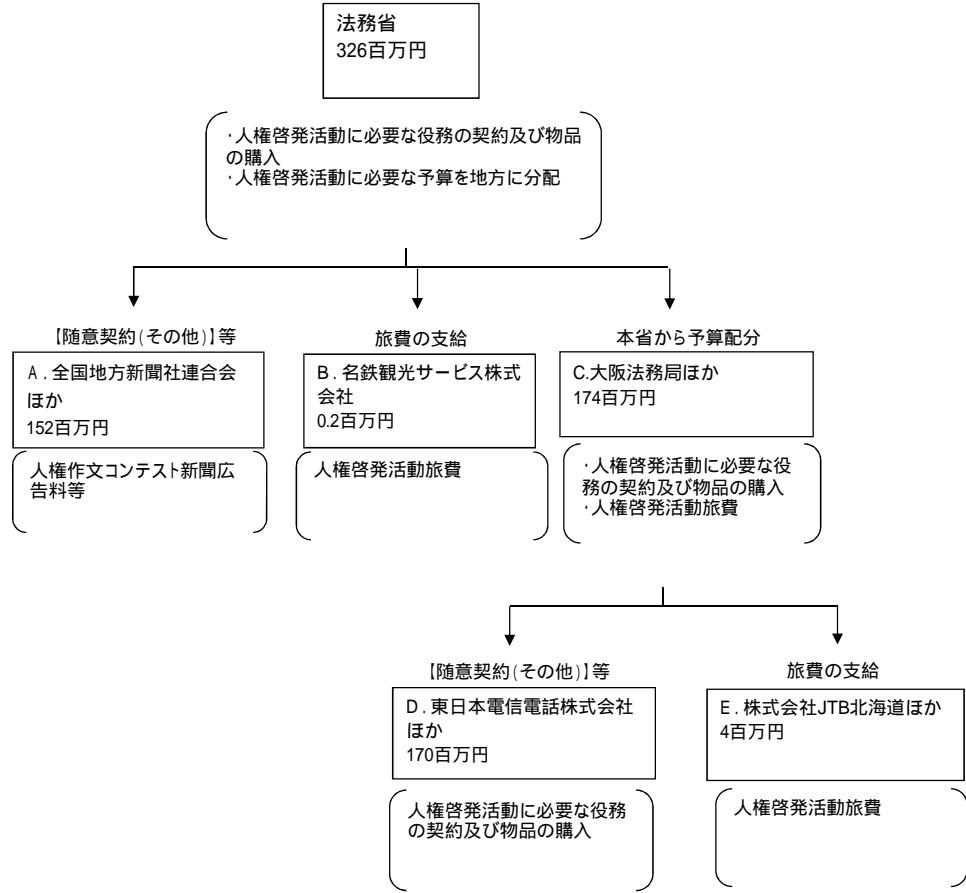 法務省
326百万円
･人権啓発活動に必要な役務の契約及び物品
の購入
･人権啓発活動に必要な予算を地方に分配
【随意契約(その他)】等
A．全国地方新聞社連合会
ほか
152百万円
人権作文コンテスト新聞広
告料等
旅費の支給
B．名鉄観光サービス株式
会社
0.2百万円
人権啓発活動旅費
本省から予算配分
C.大阪法務局ほか
174百万円
･人権啓発活動に必要な役
務の契約及び物品の購入
･人権啓発活動旅費
【随意契約(その他)】等
D．東日本電信電話株式会社
ほか
170百万円
人権啓発活動に必要な役務
の契約及び物品の購入
旅費の支給
E．株式会社JTB北海道ほか
4百万円
人権啓発活動旅費